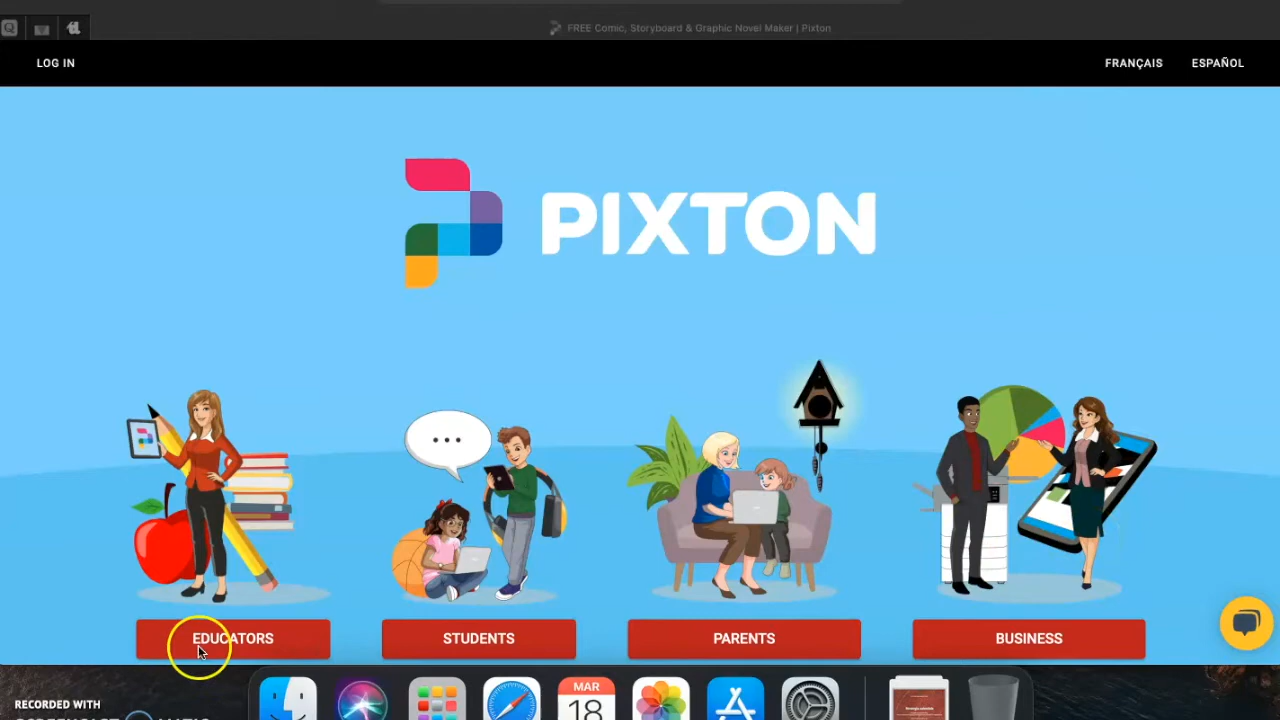 FREE Comic, Storyboard & Graphic Novel Maker | Pixton
LOG IN
FRANÇAIS
ESPAÑOL
PIXTON
EDUCATORS
STUDENTS
PARENTS
BUSINESS
MAR
18
RECORDED WITH